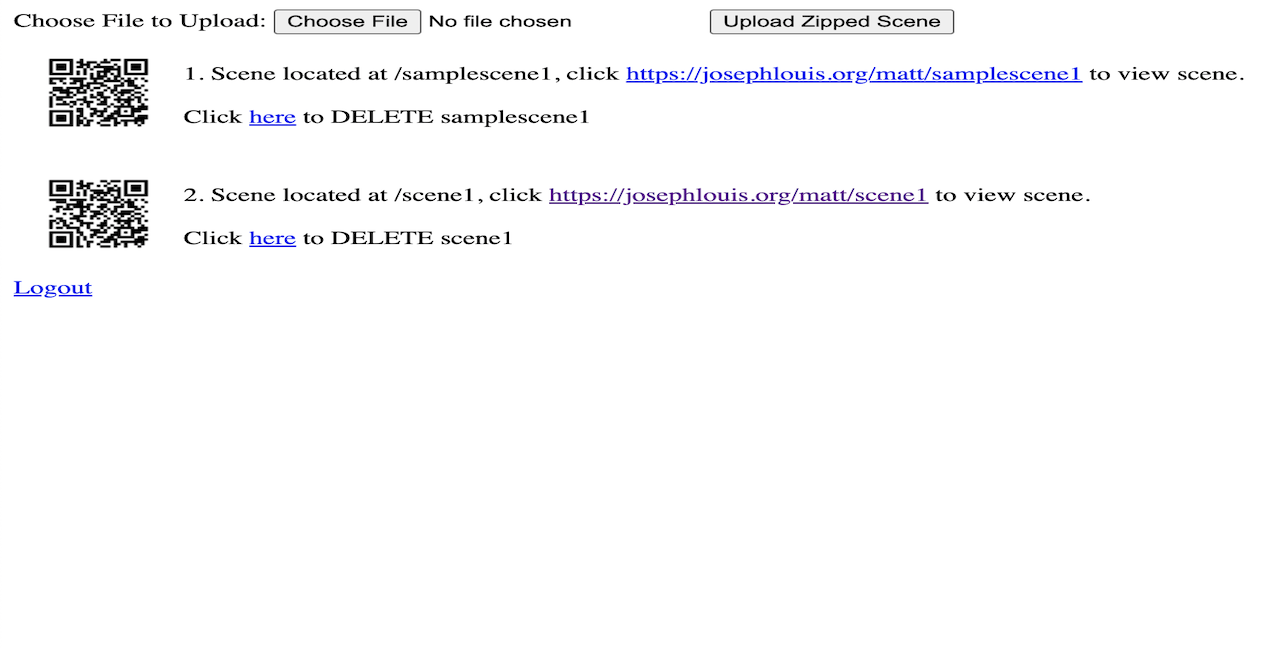 Choose File to Upload: Choose File No file chosen Upload Zipped Scene
1. Scene located at /samplescene1, click https://josephlouis.org/matt/samplescene1 to view scene.
Click here to DELETE samplescene1
2. Scene located at /scene1, click https://josephlouis.org/matt/scene1 to view scene.
Click here to DELETE scene1
Logout